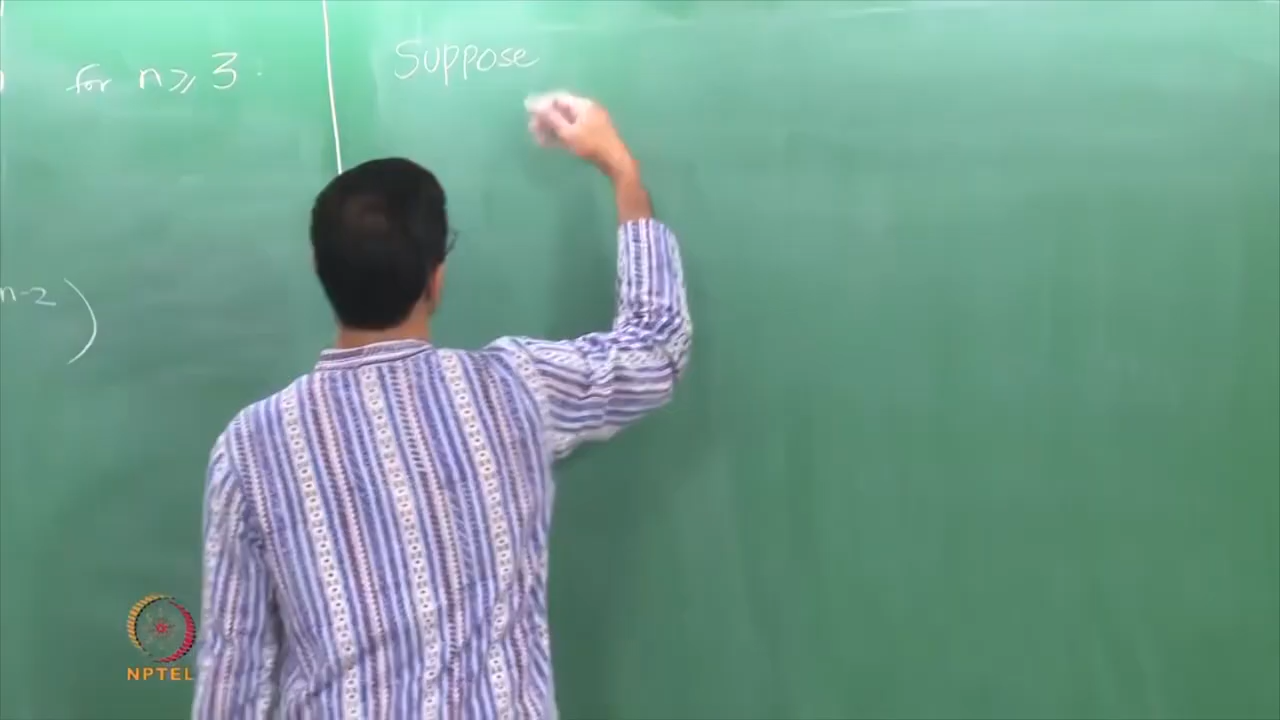 for n ⩾ 3.
n-2 )
Suppose
NPTEL